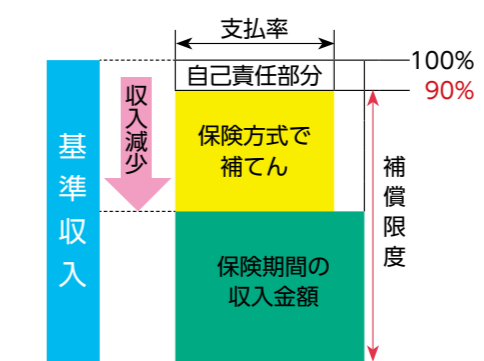 支払率
100%
自己責任部分
90%
収入減少
基準収入
保険方式で
補てん
補償限度
保険期間の
収入金額